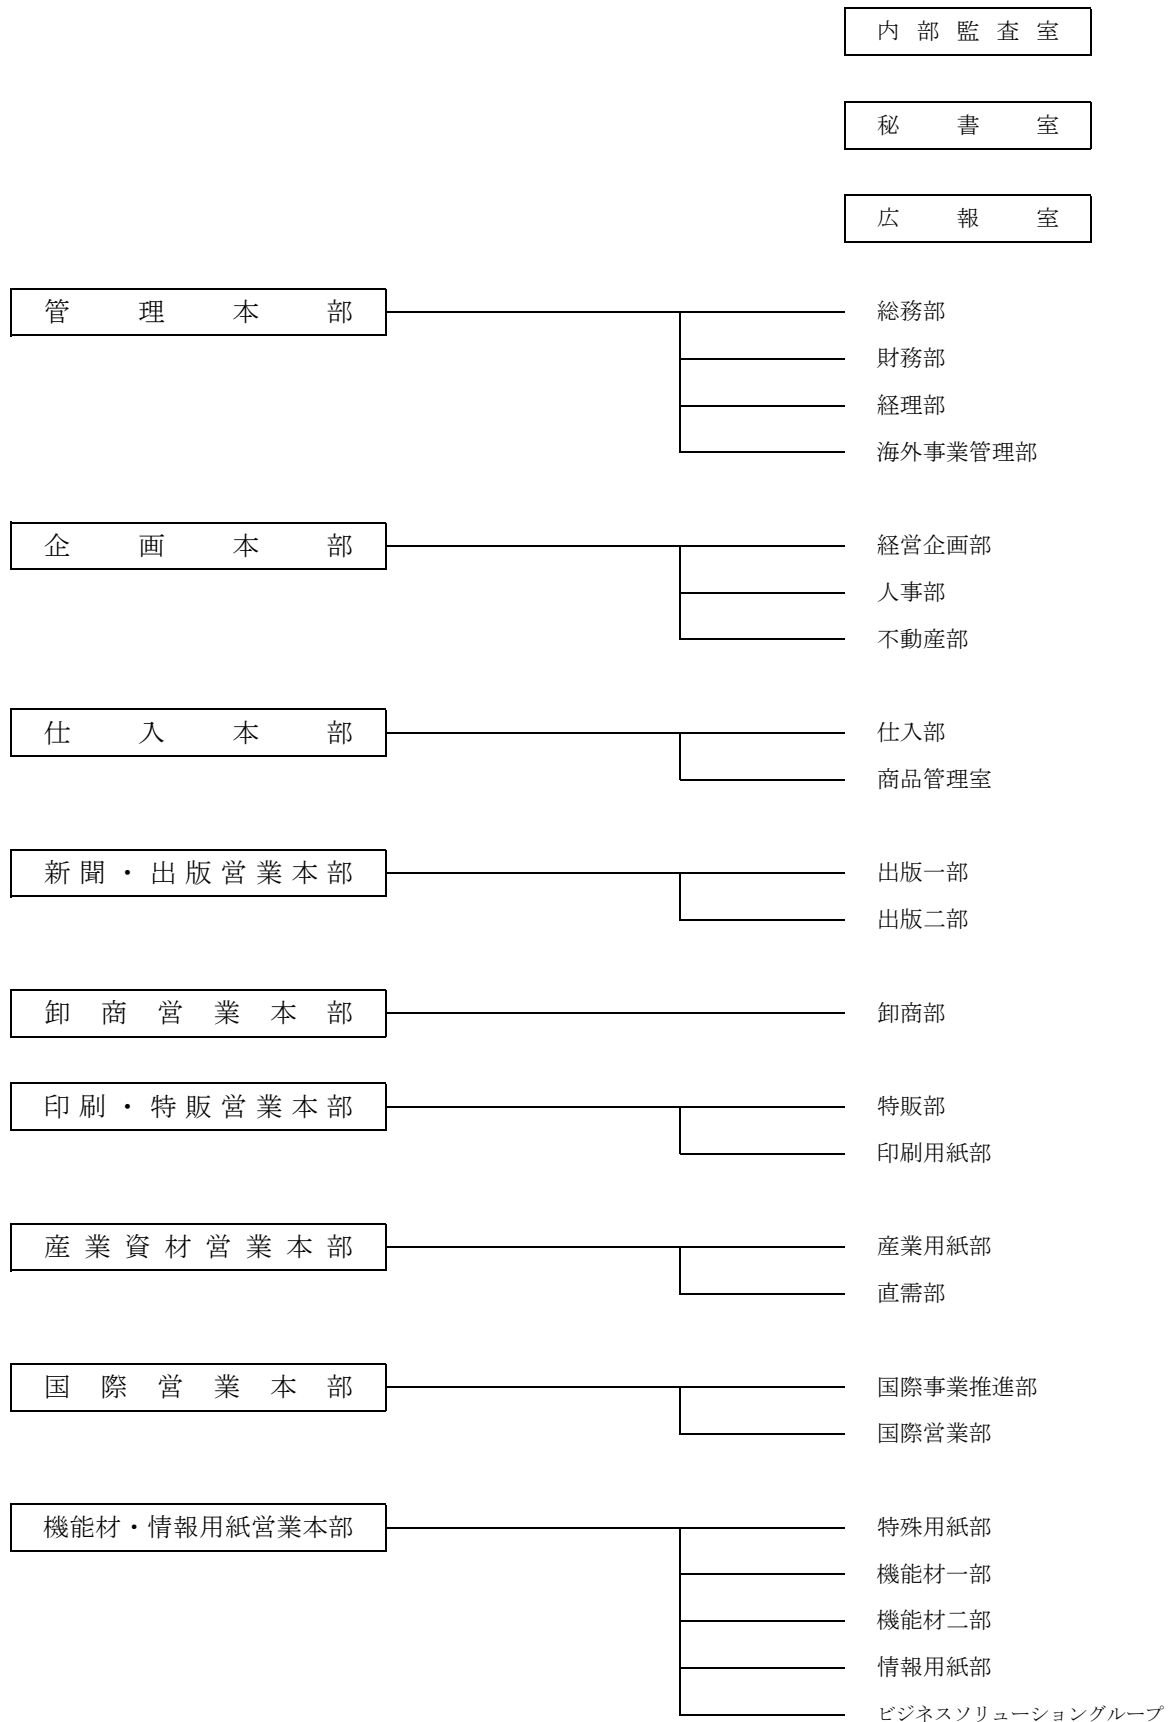 内部監査室
秘書室
広報室
管理本部
総務部
財務部
経理部
海外事業管理部
企画本部
経営企画部
人事部
不動産部
仕入本部
仕入部
商品管理室
新聞・出版営業本部
出版一部
出版二部
卸商営業本部
卸商部
印刷・特販営業本部
特販部
印刷用紙部
産業資材営業本部
産業用紙部
直需部
国際営業本部
国際事業推進部
国際営業部
機能材・情報用紙営業本部
特殊用紙部
機能材一部
機能材二部
情報用紙部
ビジネスソリューショングループ